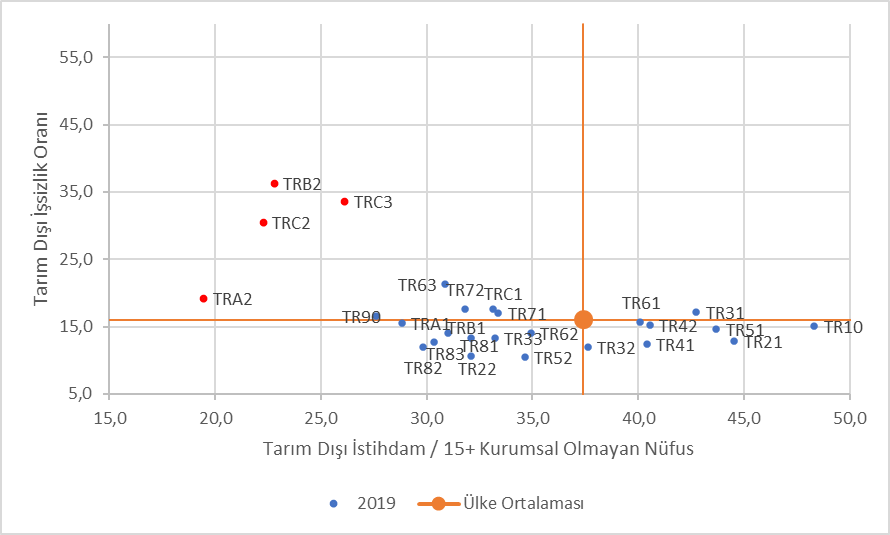 Tarım Dışı İşsizlik Oranı
55,0
45,0
35,0
25,0
15,0
5,0
TRB2
TRC3
TRC2
TRA2
TR63
TR72
TRC1
TR90
TRA1
TR71
TRB1
TR83
TR81
TR82
TR22
TR33
TR62
TR52
TR61
TR31
TR42
TR51
TR10
TR32
TR41
TR21
15,0 20,0 25,0 30,0 35,0 40,0 45,0 50,0
Tarım Dışı İstihdam / 15+ Kurumsal Olmayan Nüfus
2019 Ülke Ortalaması